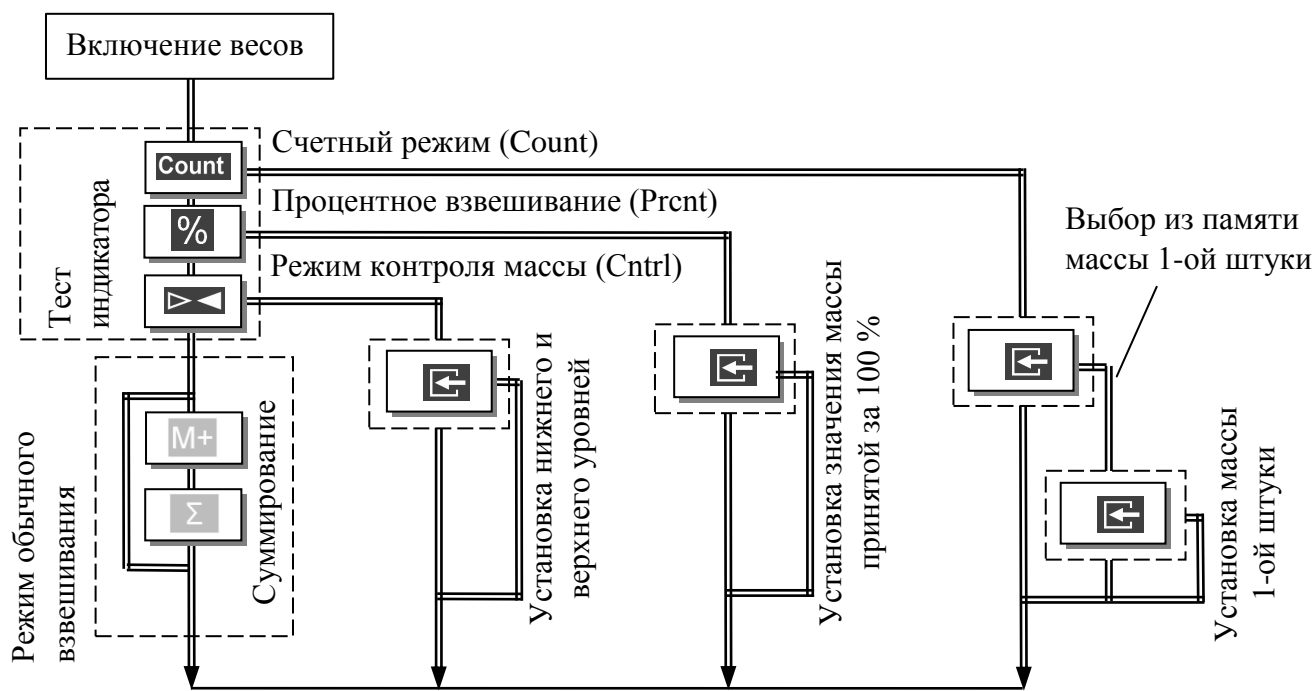 Включение весов
Счетный режим (Count)
Count
Процентное взвешивание (Prcnt)
%
Режим контроля массы (Cntrl)
Тест
индикатора
Выбор из памяти
массы 1-ой штуки
Режим обычного
взвешивания
M+
Σ
Суммирование
Установка нижнего и
верхнего уровней
Установка значения массы
принятой за 100 %
Установка массы
1-ой штуки